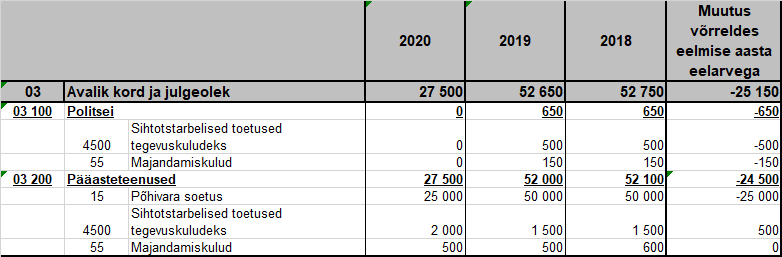 2020 2019 2018 Muutus võrreldes eelmise aasta eelarvega
03 Avalik kord ja julgeolek 27 500 52 650 52 750 -25 150
03 100 Politsei 0 650 650 -650
Sihtotstarbelised toetused
4500 tegevuskuludeks 0 500 500 -500
55 Majandamiskulud 0 150 150 -150
03 200 Pääasteteenused 27 500 52 000 52 100 -24 500
15 Põhivara soetus 25 000 50 000 50 000 -25 000
Sihtotstarbelised toetused
4500 tegevuskuludeks 2 000 1 500 1 500 500
55 Majandamiskulud 500 500 600 0